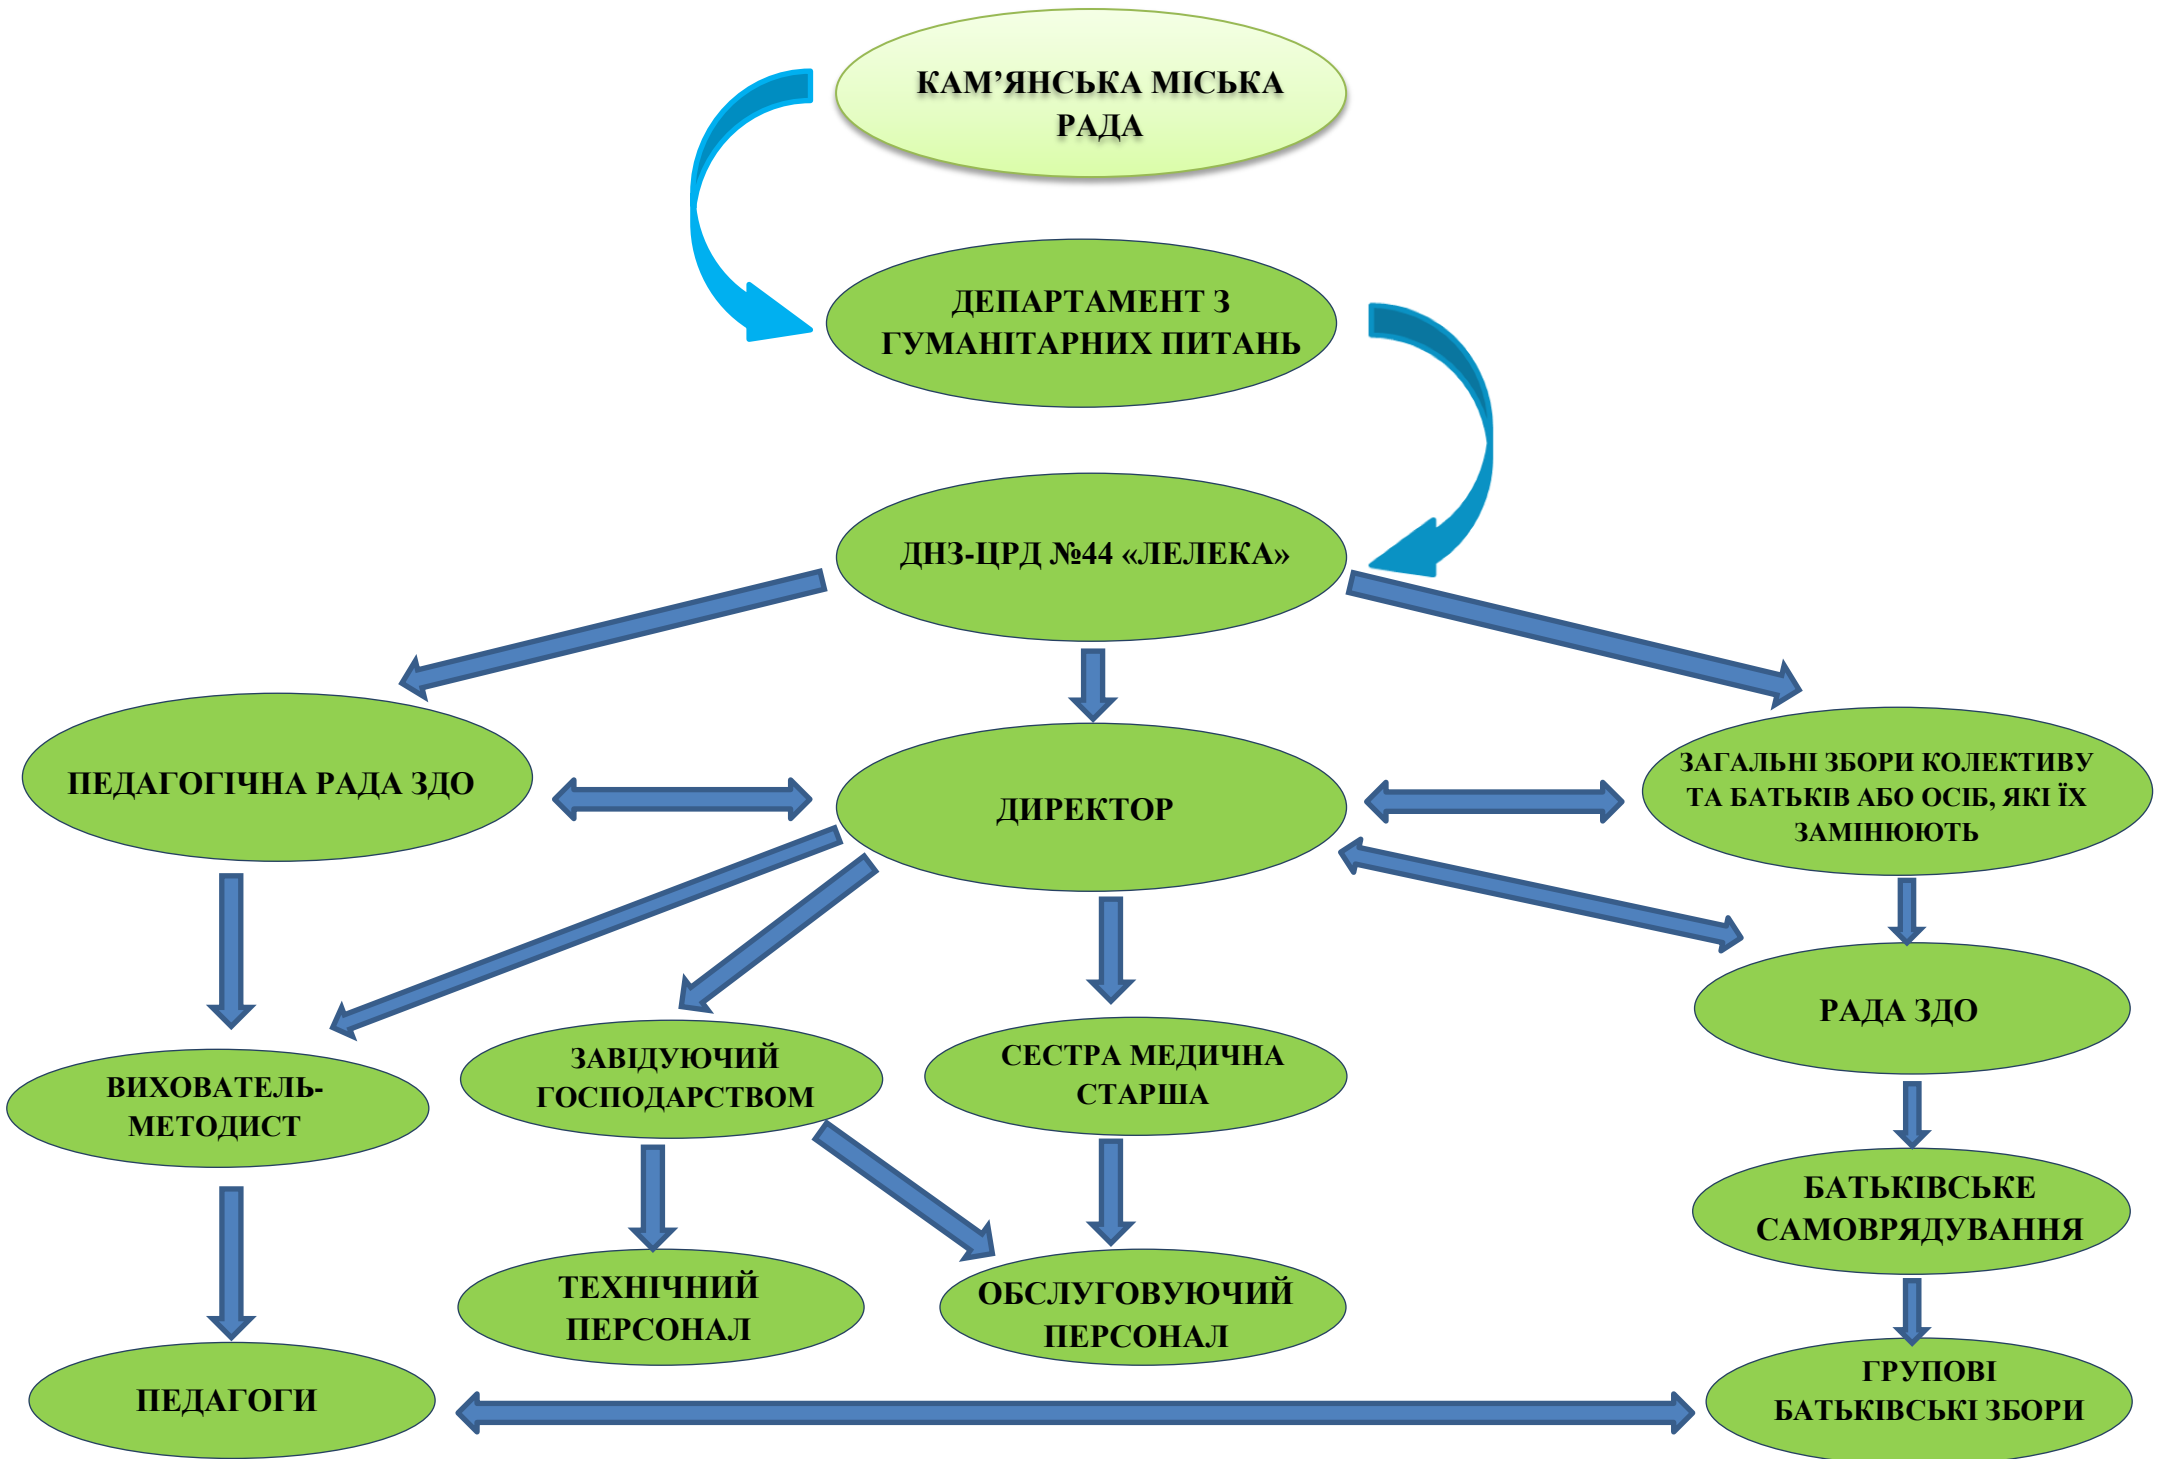 КАМ’ЯНСЬКА МІСЬКА
РАДА
ДЕПАРТАМЕНТ З
ГУМАНІТАРНИХ ПИТАНЬ
ДНЗ-ЦРД №44 «ЛЕЛЕКА»
ПЕДАГОГІЧНА РАДА ЗДО
ДИРЕКТОР
ЗАГАЛЬНІ ЗБОРИ КОЛЕКТИВУ
ТА БАТЬКІВ АБО ОСІБ, ЯКІ ЇХ
ЗАМІНЮЮТЬ
РАДА ЗДО
ВИХОВАТЕЛЬ-
МЕТОДИСТ
ЗАВІДУЮЧИЙ
ГОСПОДАРСТВОМ
СЕСТРА МЕДИЧНА
СТАРША
БАТЬКІВСЬКЕ
САМОВРЯДУВАННЯ
ТЕХНІЧНИЙ
ПЕРСОНАЛ
ОБСЛУГОВУЮЧИЙ
ПЕРСОНАЛ
ПЕДАГОГИ
ГРУПОВІ
БАТЬКІВСЬКІ ЗБОРИ